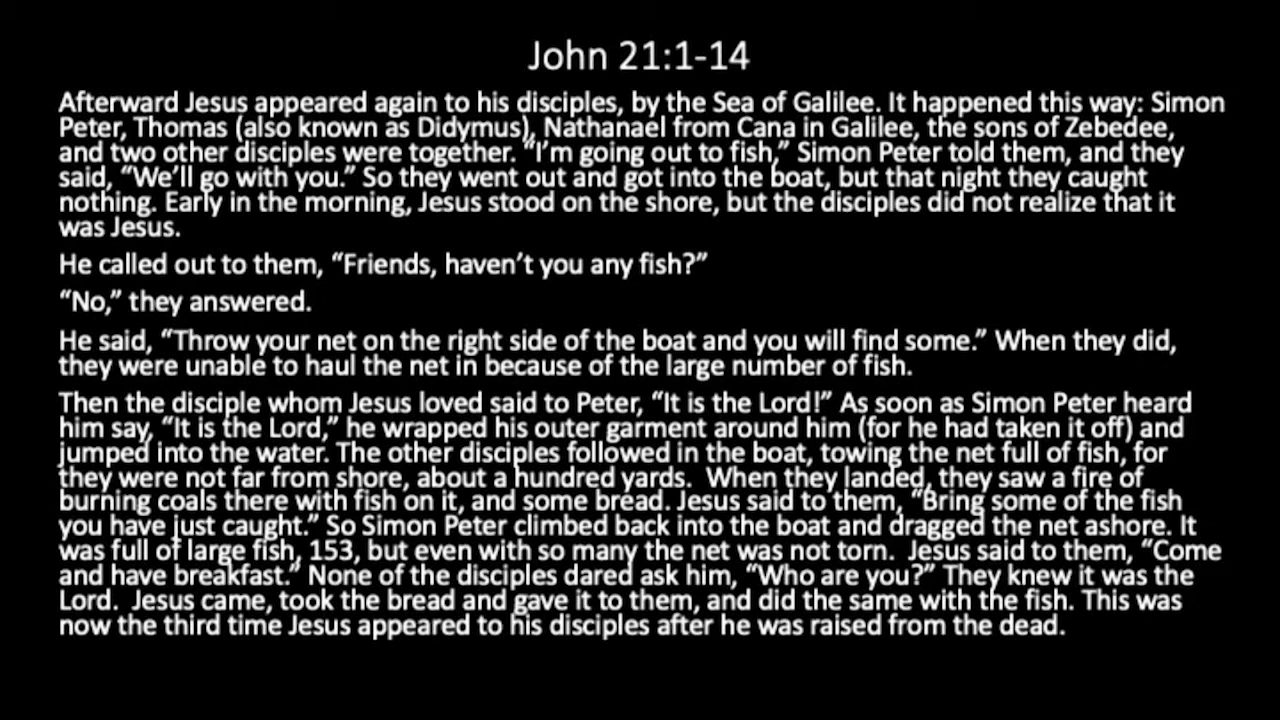 John 21:1-14
Afterward Jesus appeared again to his disciples, by the Sea of Galilee. It happened this way: Simon
Peter, Thomas (also known as Didymus), Nathanael from Cana in Galilee, the sons of Zebedee,
and two other disciples were together. “I’m going out to fish,” Simon Peter told them, and they
said, “We’ll go with you.” So they went out and got into the boat, but that night they caught
nothing. Early in the morning, Jesus stood on the shore, but the disciples did not realize that it
was Jesus.
He called out to them, “Friends, haven’t you any fish?”
“No,” they answered.
He said, “Throw your net on the right side of the boat and you will find some.” When they did,
they were unable to haul the net in because of the large number of fish.
Then the disciple whom Jesus loved said to Peter, “It is the Lord!” As soon as Simon Peter heard
him say, “It is the Lord,” he wrapped his outer garment around him (for he had taken it off) and
jumped into the water. The other disciples followed in the boat, towing the net full of fish, for
they were not far from shore, about a hundred yards.  When they landed, they saw a fire of
burning coals there with fish on it, and some bread. Jesus said to them, “Bring some of the fish
you have just caught.” So Simon Peter climbed back into the boat and dragged the net ashore. It
was full of large fish, 153, but even with so many the net was not torn.  Jesus said to them, “Come
and have breakfast.” None of the disciples dared ask him, “Who are you?” They knew it was the
Lord.  Jesus came, took the bread and gave it to them, and did the same with the fish. This was
now the third time Jesus appeared to his disciples after he was raised from the dead.